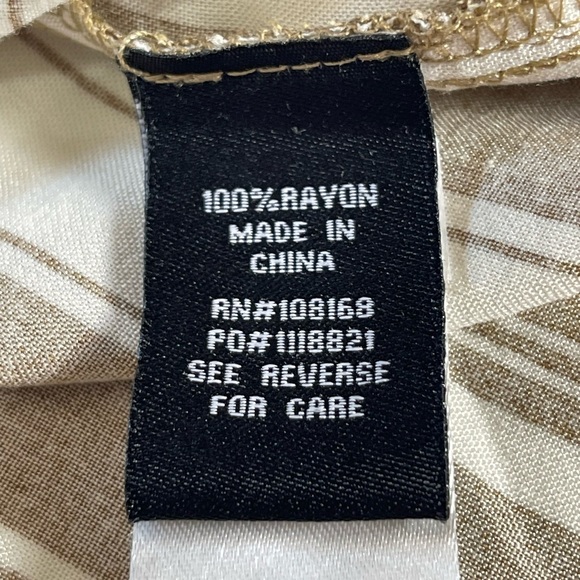 100%RAYON
MADE IN
CHINA
RN#108168
PO#1118821
SEE REVERSE
FOR CARE